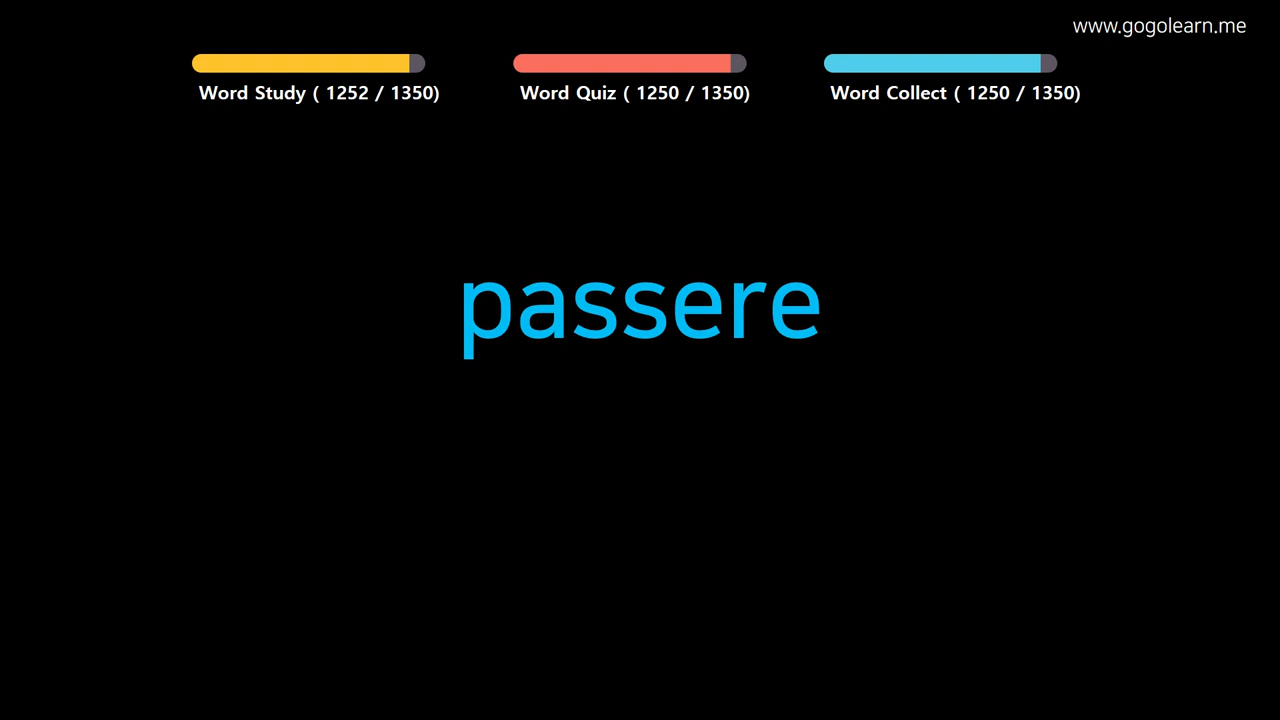 www.gogolearn.me
Word Study ( 1252 / 1350)
Word Quiz ( 1250 / 1350)
Word Collect ( 1250 / 1350)
passere